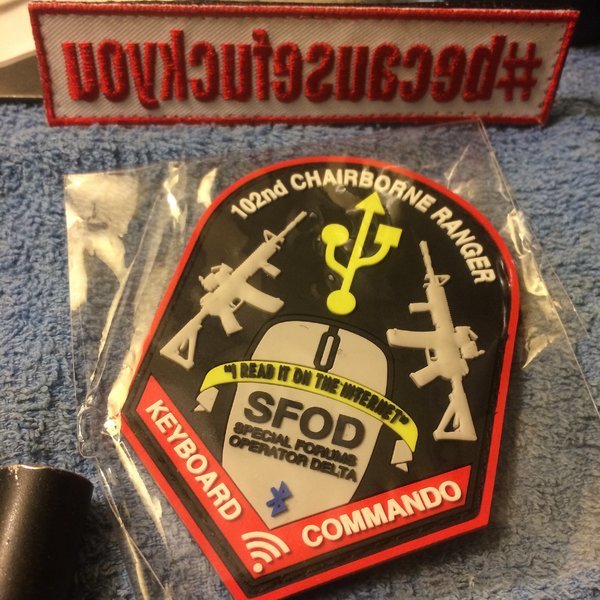 #becausefuckyou
102nd CHAIRBORNE RANGER
"I READ IT ON THE INTERNET"
SFOD
SPECIAL FORUMS
OPERATOR DELTA
KEYBOARD
COMMANDO